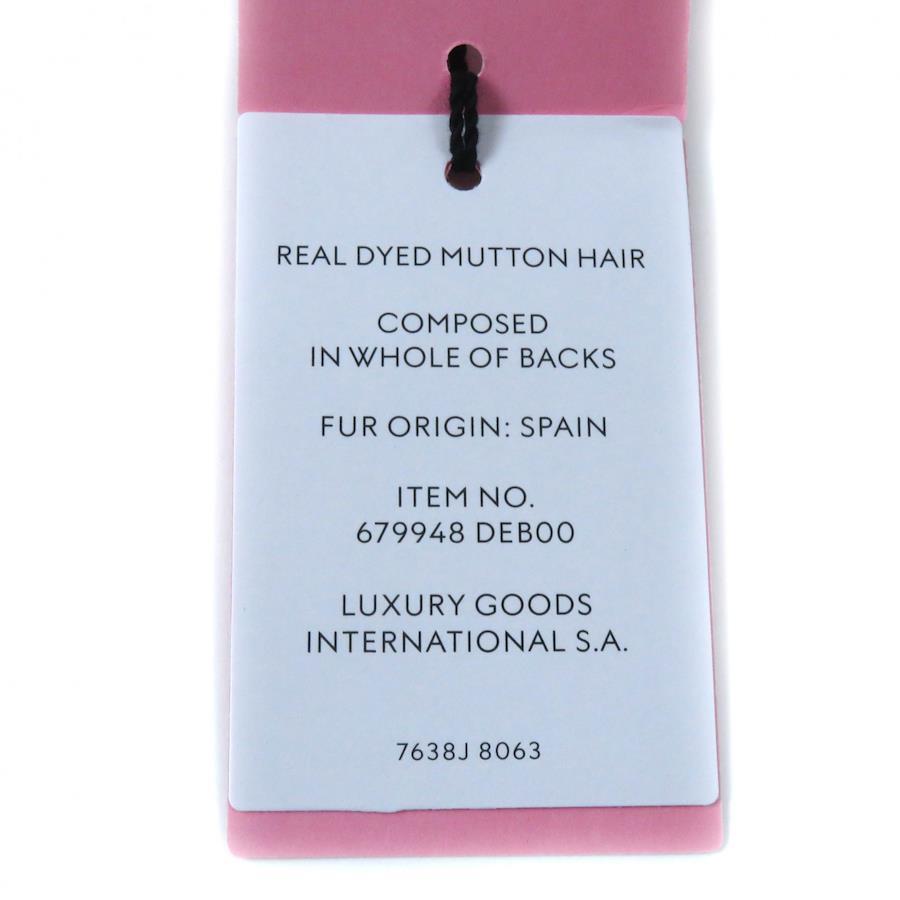 REAL DYED MUTTON HAIR
COMPOSED
IN WHOLE OF BACKS
FUR ORIGIN: SPAIN
ITEM NO.
679948 DEB00
LUXURY GOODS
INTERNATIONAL S.A.
7638J 8063